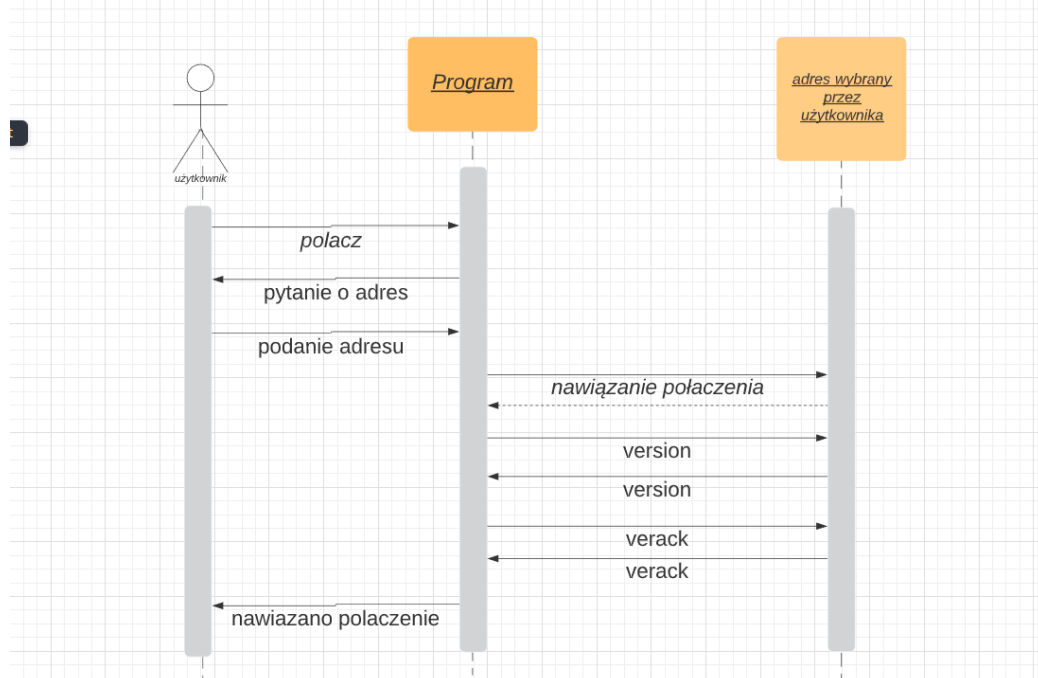 Program
adres wybrany
przez
użytkownika
t
użytkownik
polacz
pytanie o adres
podanie adresu
nawiązanie połaczenia
version
version
verack
verack
nawiazano polaczenie